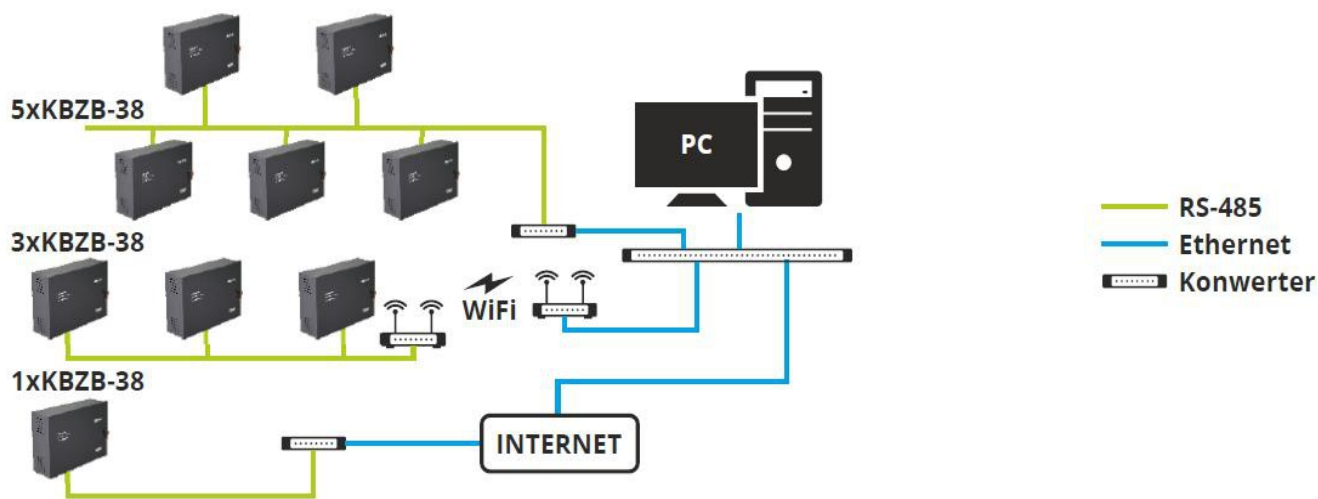 5xKBZB-38
PC
RS-485
3xKBZB-38
Ethernet
Konwerter
WiFi
1xKBZB-38
INTERNET